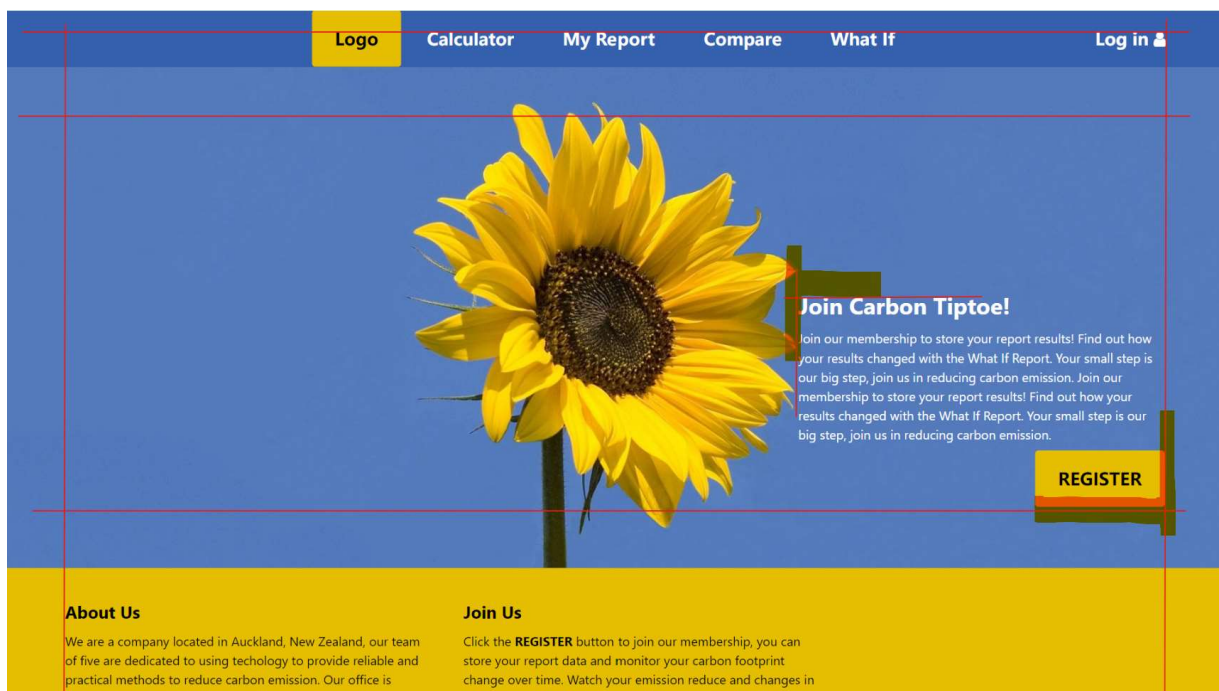 Logo Calculator My Report Compare What If Log in
Join Carbon Tiptoe!
Join our membership to store your report results! Find out how
your results changed with the What If Report. Your small step is
our big step, join us in reducing carbon emission. Join our
membership to store your report results! Find out how your
results changed with the What If Report. Your small step is our
big step, join us in reducing carbon emission.
REGISTER
About Us
We are a company located in Auckland, New Zealand, our team
of five are dedicated to using techology to provide reliable and
practical methods to reduce carbon emission. Our office is
Join Us
Click the REGISTER button to join our membership, you can
store your report data and monitor your carbon footprint
change over time. Watch your emission reduce and changes in